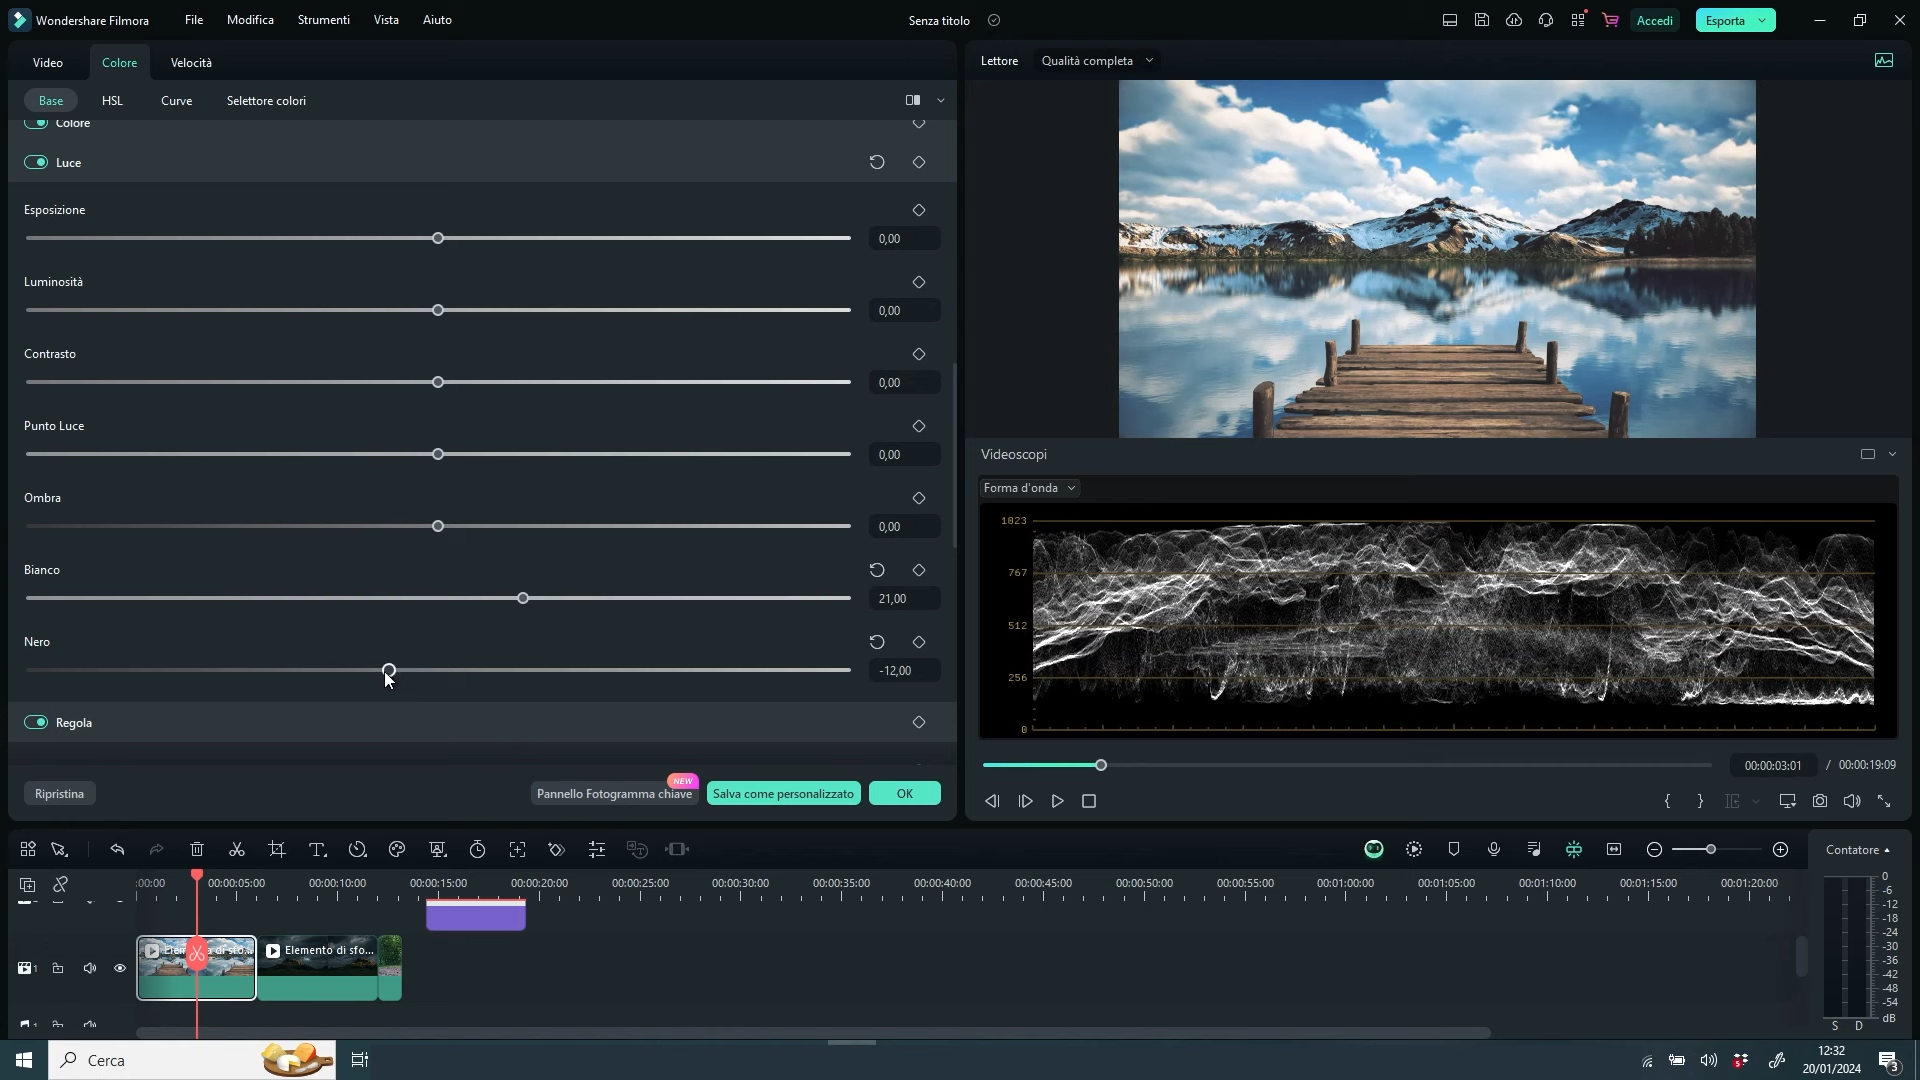 Wondershare Filmora File Modifica Strumenti Vista Aiuto Senza titolo Accedi Esporta
Video Colore Velocità
Lettore Qualità completa
Base HSL Curve Selettore colori
Colore
Luce
Esposizione
0,00
Luminosità
0,00
Contrasto
0,00
Punto Luce
0,00
Ombra
0,00
Bianco
21,00
Nero
-12,00
Regola
Ripristina Pannello Fotogramma chiave NEW Salva come personalizzato OK
Videoscopi
Forma d'onda
1023
767
512
256
0
00:00:03:01 / 00:00:19:09
Contatore
:00:00 00:00:05:00 00:00:10:00 00:00:15:00 00:00:20:00 00:00:25:00 00:00:30:00 00:00:35:00 00:00:40:00 00:00:45:00 00:00:50:00 00:00:55:00 00:01:00:00 00:01:05:00 00:01:10:00 00:01:15:00 00:01:20:00
1 Elemento di sfo...
1
0
-6
-12
-18
-24
-30
-36
-42
-48
-54
dB
S D
Cerca
12:32
20/01/2024
3